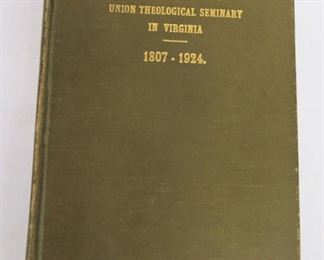 UNION THEOLOGICAL SEMINARY
IN VIRGINIA
1807 - 1924.